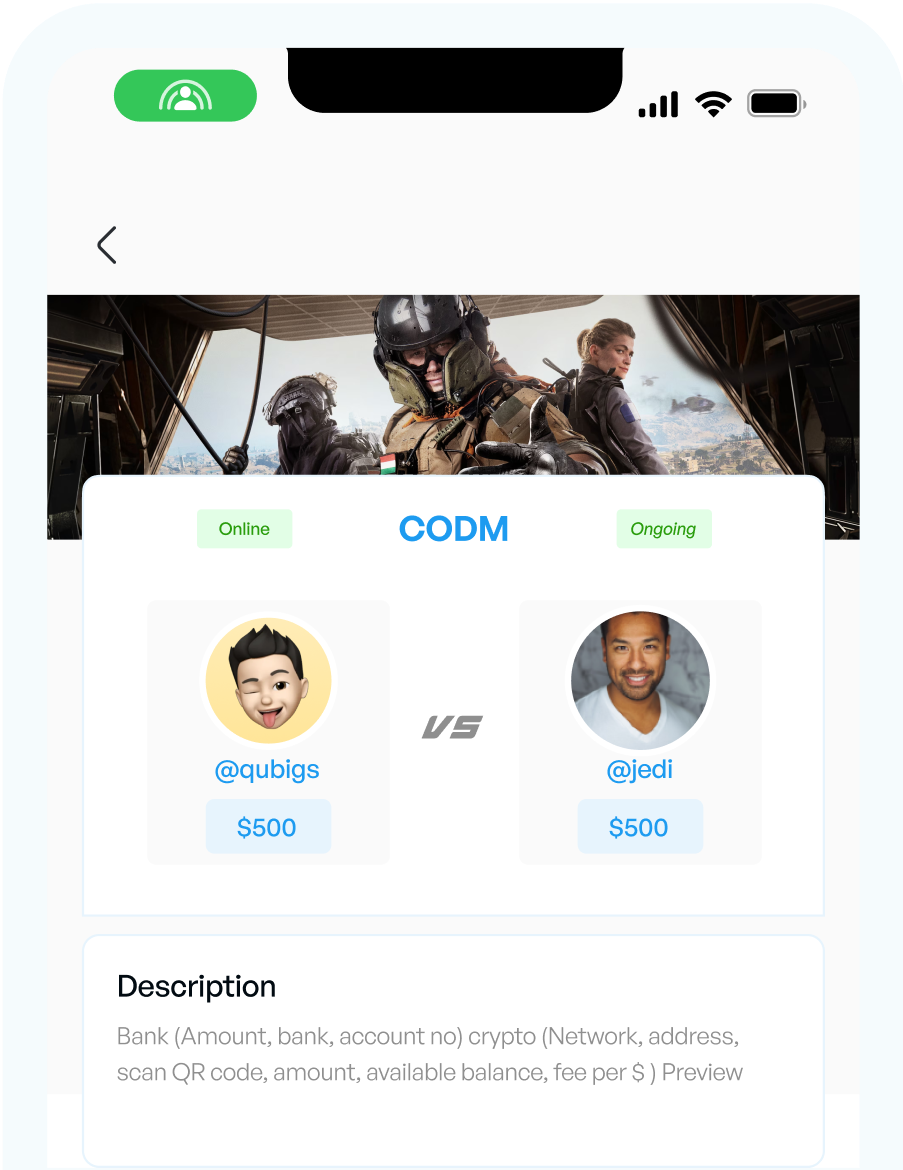 Online
CODM
Ongoing
VS
@qubigs
@jedi
$500
$500
Description
Bank (Amount, bank, account no) crypto (Network, address,
scan QR code, amount, available balance, fee per $ ) Preview